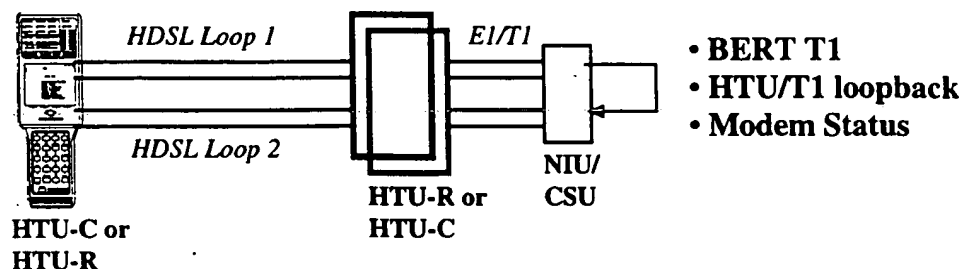 HDSL Loop 1
E1/T1
• BERT T1
• HTU/T1 loopback
• Modem Status
HDSL Loop 2
NIU/
CSU
HTU-R or
HTU-C
HTU-C or
HTU-R